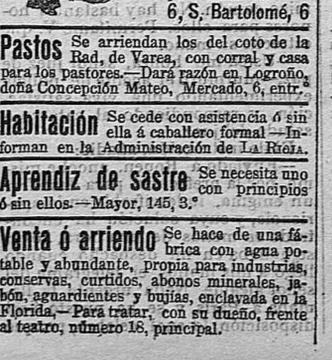 6, S. Bartolomé, 6
Pastos Se arriendan los del coto de la
Rad, de Varea, con corral y casa
para los pastores.—Dará razón en Logroño,
doña Concepción Mateo, Mercado, 6, entr.º
Habitación Se cede con asistencia ó sin
ella á caballero formal—In-
forman en la Administración de LA RIOJA.
Aprendiz de sastre Se necesita uno
con principios
ó sin ellos.—Mayor, 145, 3.º
Venta ó arriendo Se hace de una fá-
brica con agua po-
table y abundante, propia para industrias,
conservas, curtidos, abonos minerales, ja-
bón, aguardientes y bujias, enclavada en la
Florida,—Para tratar, con su dueño, frente
al teatro, número 18, principal.